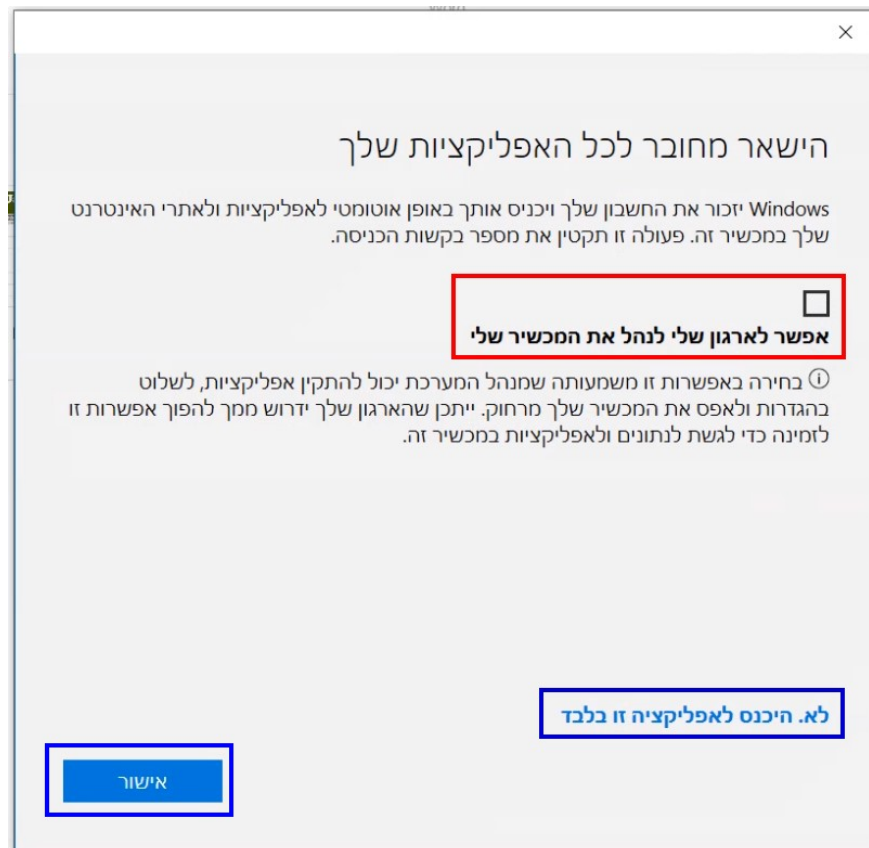 הישאר מחובר לכל האפליקציות שלך
Windows יזכור את החשבון שלך ויכניס אותך באופן אוטומטי לאפליקציות ולאתרי האינטרנט
שלך במכשיר זה. פעולה זו תקטין את מספר בקשות הכניסה.
אפשר לארגון שלי לנהל את המכשיר שלי
בחירה באפשרות זו משמעותה שמנהל המערכת יכול להתקין אפליקציות, לשלוט
בהגדרות ולאפס את המכשיר שלך מרחוק. ייתכן שהארגון שלך ידרוש ממך להפוך אפשרות זו
לזמינה כדי לגשת לנתונים ולאפליקציות במכשיר זה.
לא. היכנס לאפליקציה זו בלבד
אישור